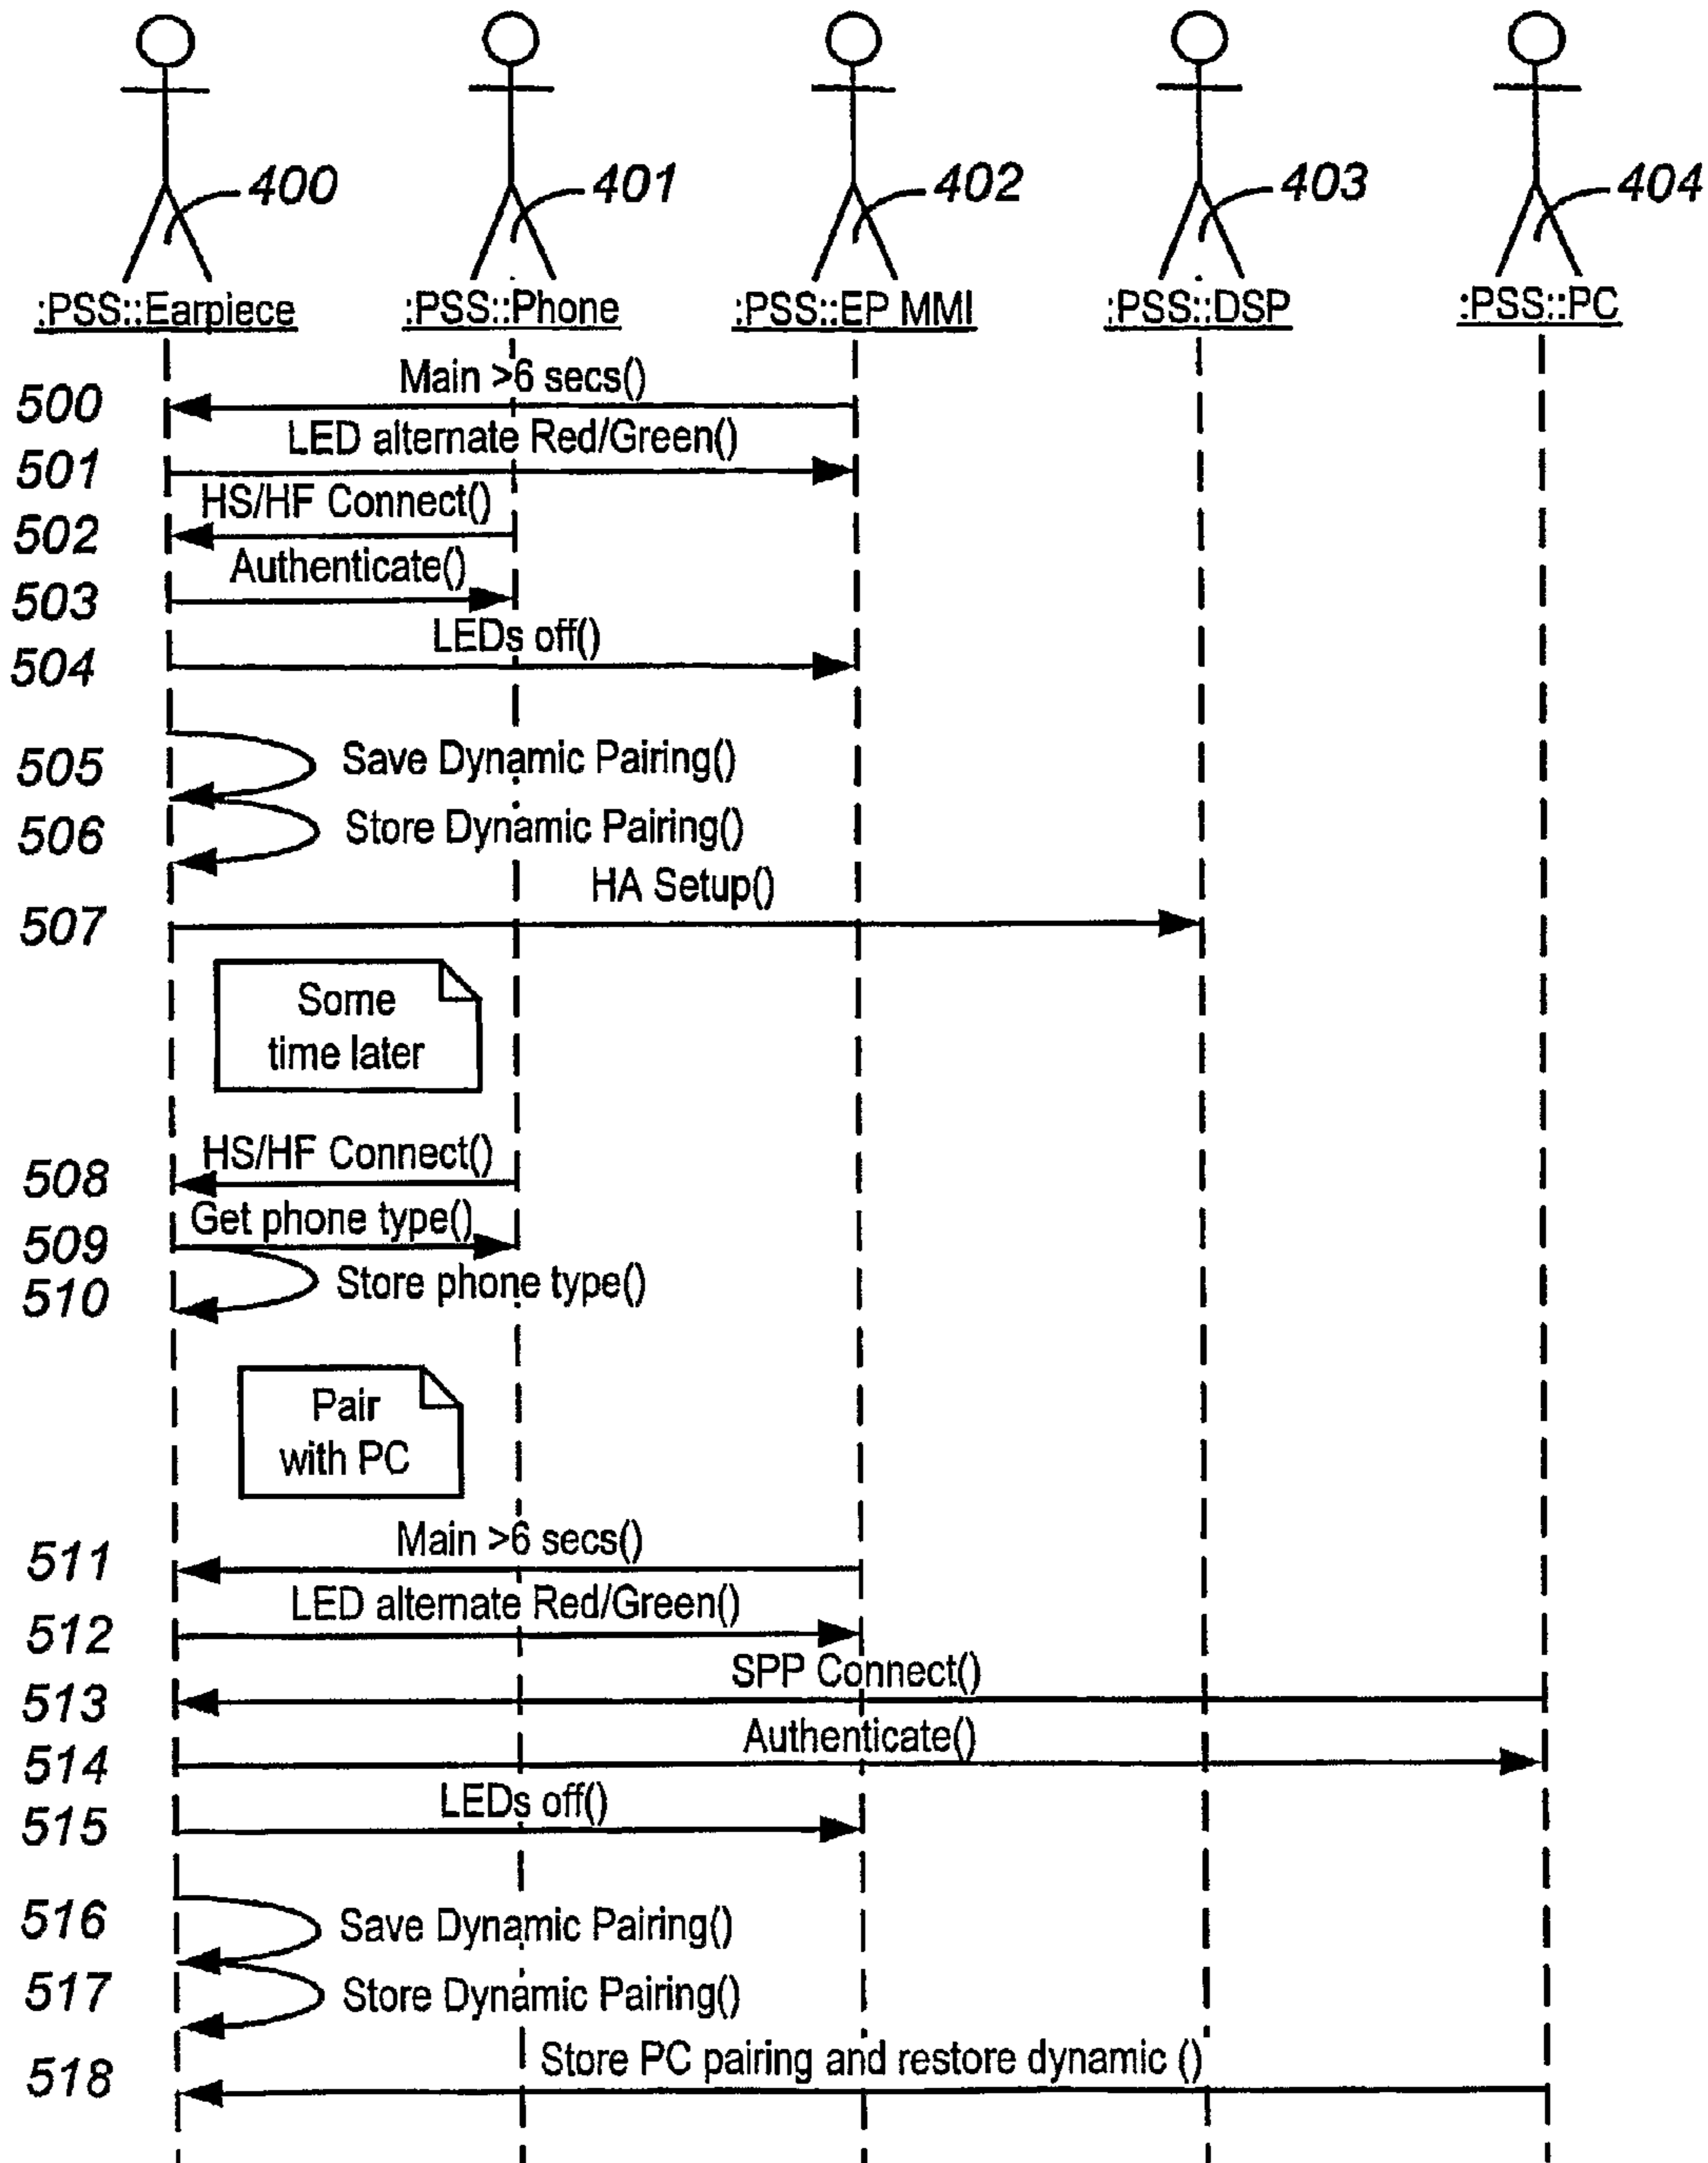 400 401 402 403 404
:PSS::Earpiece :PSS::Phone :PSS::EP MMI :PSS::DSP :PSS::PC
Main >6 secs()
500
LED alternate Red/Green()
501
HS/HF Connect()
502
Authenticate()
503
LEDs off()
504
505 Save Dynamic Pairing()
506 Store Dynamic Pairing()
HA Setup()
507
Some
time later
HS/HF Connect()
508
Get phone type()
509
510 Store phone type()
Pair
with PC
Main >6 secs()
511
LED alternate Red/Green()
512
SPP Connect()
513
Authenticate()
514
LEDs off()
515
516 Save Dynamic Pairing()
517 Store Dynamic Pairing()
Store PC pairing and restore dynamic ()
518